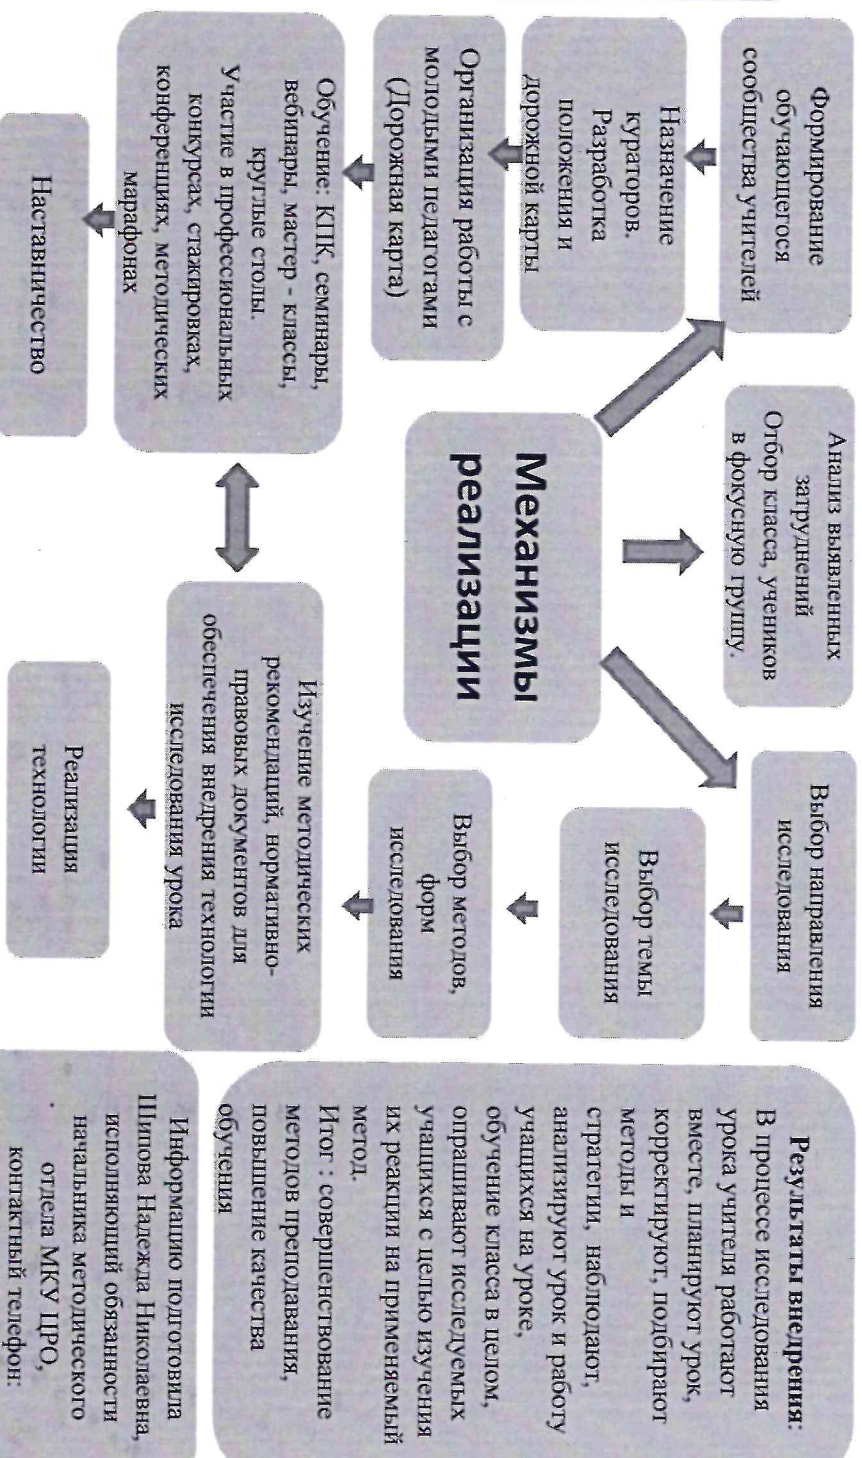 Формирование
обучающегося
сообщества учителей
Назначение
кураторов.
Разработка
положения и
дорожной карты
Организация работы с
молодыми педагогами
(Дорожная карта)
Обучение: КПК, семинары,
вебинары, мастер - классы,
круглые столы.
Участие в профессиональных
конкурсах, стажировках,
конференциях, методических
марафонах
Наставничество
Анализ выявленных
затруднений
Отбор класса, учеников
в фокусную группу.
Механизмы
реализации
Выбор направления
исследования
Выбор темы
исследования
Выбор методов,
форм
исследования
Изучение методических
рекомендаций, нормативно-
правовых документов для
обеспечения внедрения технологии
исследования урока
Реализация
технологии
Результаты внедрения:
В процессе исследования
урока учителя работают
вместе, планируют урок,
корректируют, подбирают
методы и
стратегии, наблюдают,
анализируют урок и работу
учащихся на уроке,
обучение класса в целом,
опрашивают исследуемых
учащихся с целью изучения
их реакции на применяемый
метод.
Итог : совершенствование
методов преподавания,
повышение качества
обучения
Информацию подготовила
Шипова Надежда Николаевна,
исполняющий обязанности
начальника методического
отдела МКУ ЦРО,
контактный телефон: